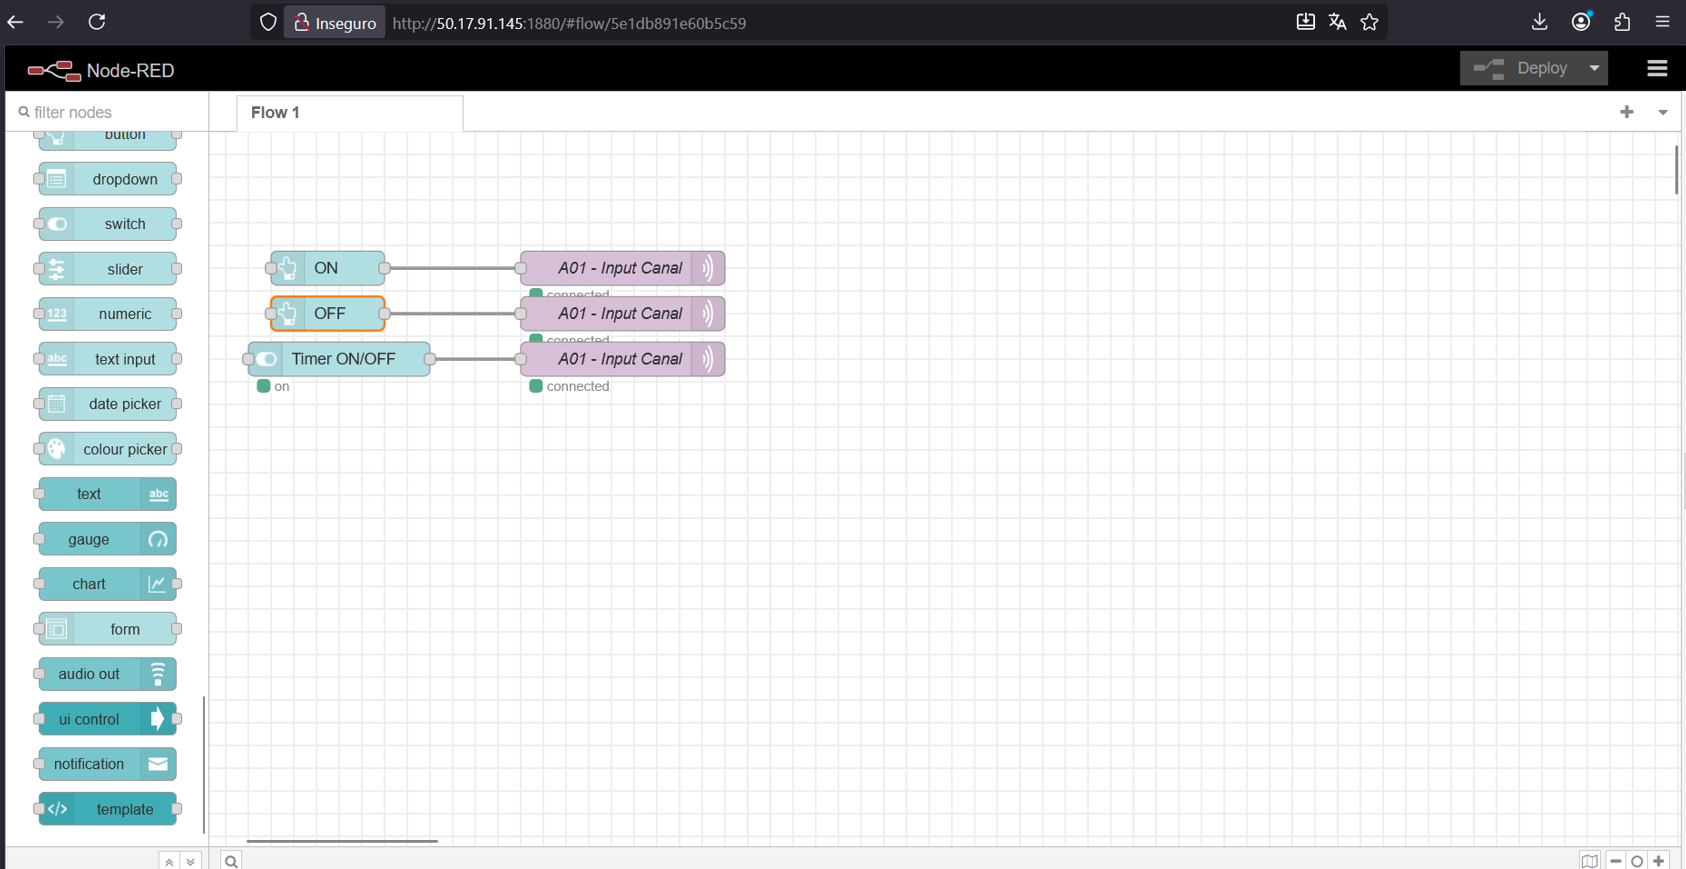 Inseguro
http://50.17.91.145:1880/#flow/5e1db891e60b5c59
Node-RED
Deploy
filter nodes
Flow 1
button
dropdown
switch
slider
123
numeric
abc
text input
date picker
colour picker
text
abc
gauge
chart
form
audio out
ui control
notification
</>
template
ON
A01 - Input Canal
connected
OFF
A01 - Input Canal
connected
Timer ON/OFF
A01 - Input Canal
on
connected